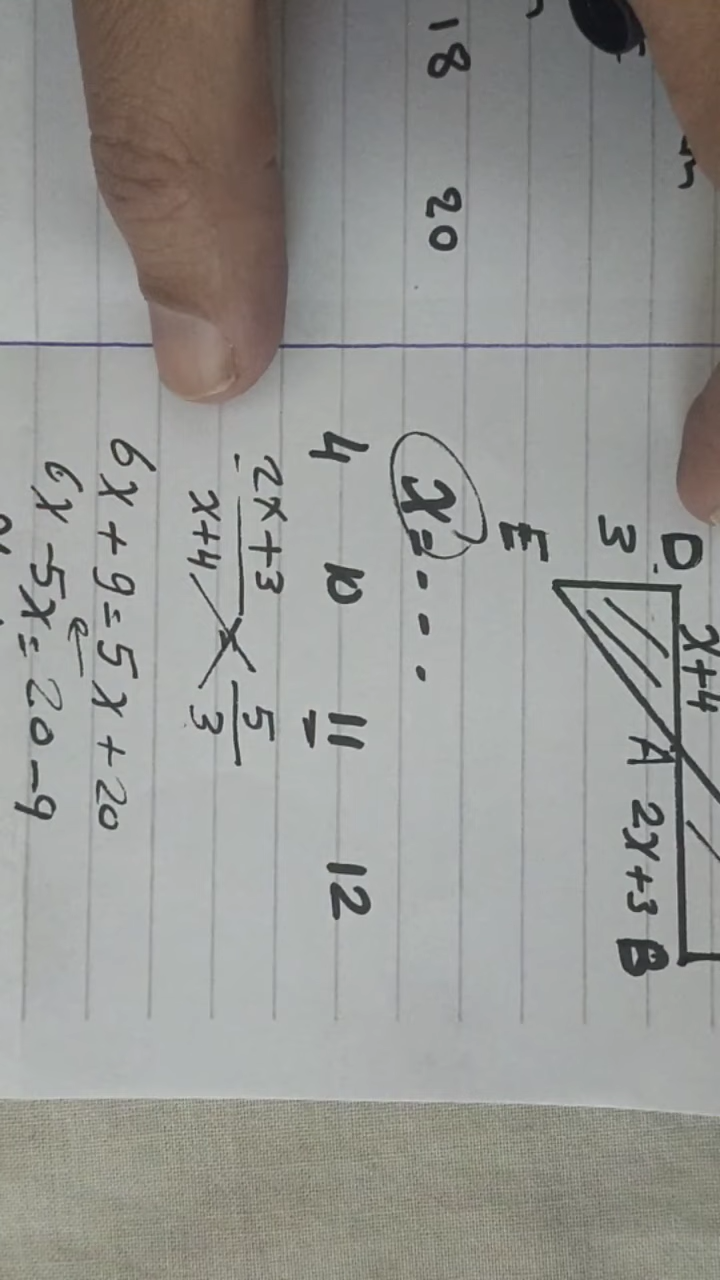 x+4
D A 2x+3 B
3
E
18 20
x = - - .
4 10 11 12
2x+3 5
x+4 3
6x+9=5x+20
6x-5x=20-9